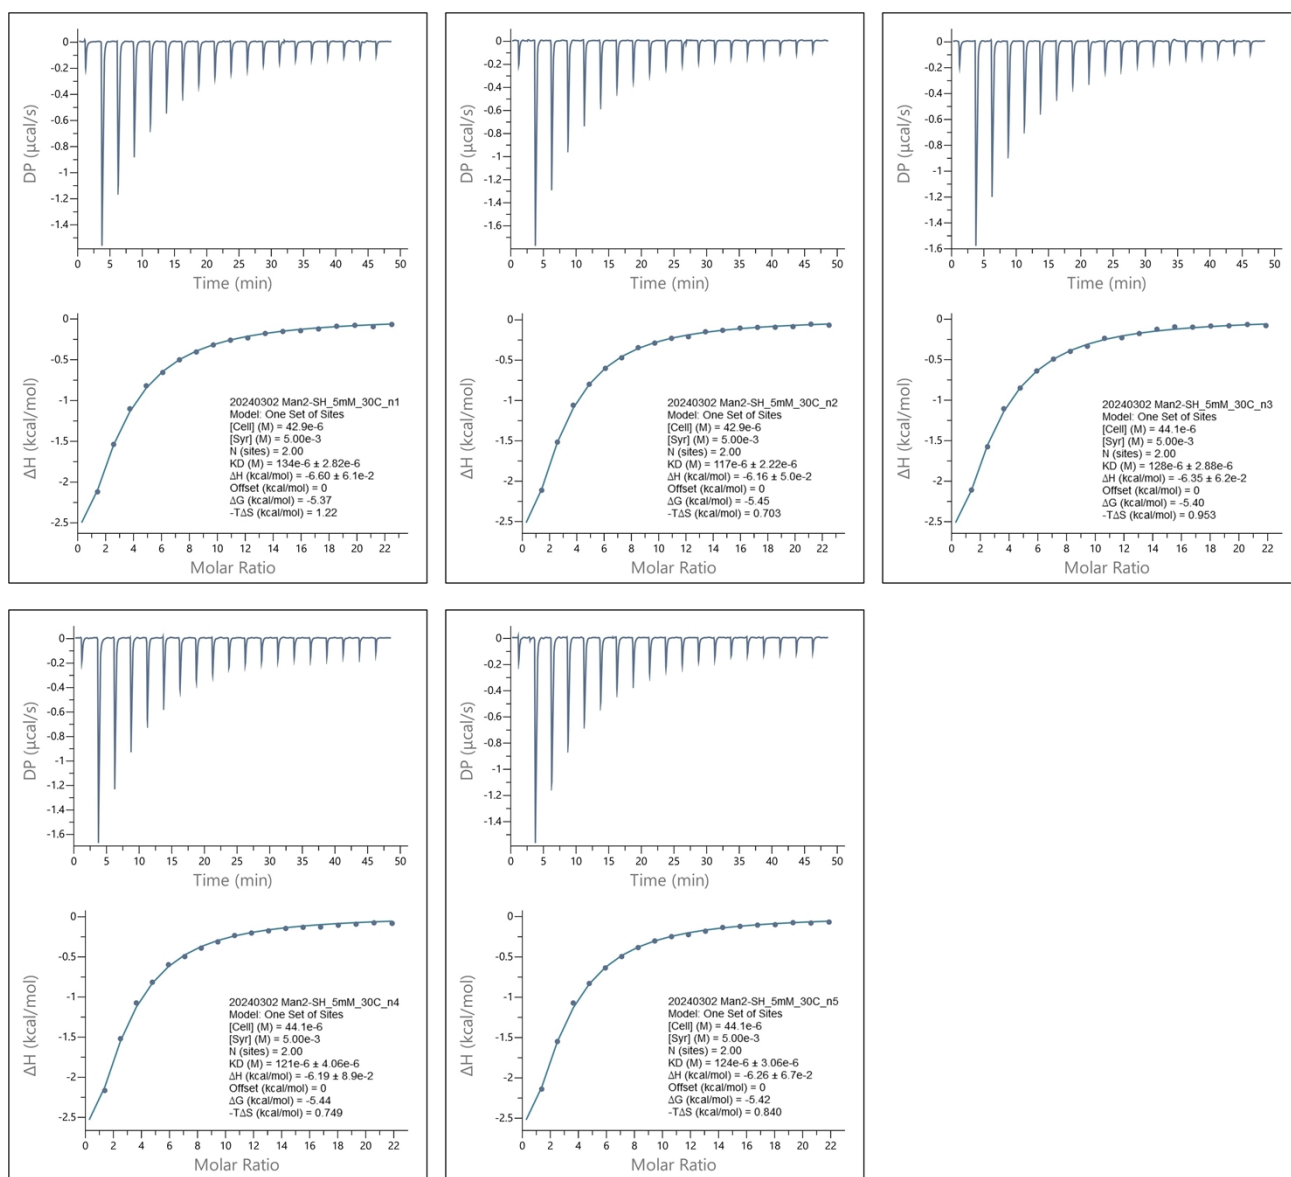 0
-0.2
-0.4
-0.6
-0.8
-1
-1.2
-1.4
DP (µcal/s)
0 5 10 15 20 25 30 35 40 45 50
Time (min)
0
-0.5
-1
-1.5
-2
-2.5
ΔH (kcal/mol)
20240302 Man2-SH_5mM_30C_n1
Model: One Set of Sites
[Cell] (M) = 42.9e-6
[Syr] (M) = 5.00e-3
N (sites) = 2.00
KD (M) = 134e-6 ± 2.82e-6
ΔH (kcal/mol) = -6.60 ± 6.1e-2
Offset (kcal/mol) = 0
ΔG (kcal/mol) = -5.37
-TΔS (kcal/mol) = 1.22
0 2 4 6 8 10 12 14 16 18 20 22
Molar Ratio
0
-0.2
-0.4
-0.6
-0.8
-1
-1.2
-1.4
-1.6
DP (µcal/s)
0 5 10 15 20 25 30 35 40 45 50
Time (min)
0
-0.5
-1
-1.5
-2
-2.5
ΔH (kcal/mol)
20240302 Man2-SH_5mM_30C_n2
Model: One Set of Sites
[Cell] (M) = 42.9e-6
[Syr] (M) = 5.00e-3
N (sites) = 2.00
KD (M) = 117e-6 ± 2.22e-6
ΔH (kcal/mol) = -6.16 ± 5.0e-2
Offset (kcal/mol) = 0
ΔG (kcal/mol) = -5.45
-TΔS (kcal/mol) = 0.703
0 2 4 6 8 10 12 14 16 18 20 22
Molar Ratio
0
-0.2
-0.4
-0.6
-0.8
-1
-1.2
-1.4
-1.6
DP (µcal/s)
0 5 10 15 20 25 30 35 40 45 50
Time (min)
0
-0.5
-1
-1.5
-2
-2.5
ΔH (kcal/mol)
20240302 Man2-SH_5mM_30C_n3
Model: One Set of Sites
[Cell] (M) = 44.1e-6
[Syr] (M) = 5.00e-3
N (sites) = 2.00
KD (M) = 128e-6 ± 2.88e-6
ΔH (kcal/mol) = -6.35 ± 6.2e-2
Offset (kcal/mol) = 0
ΔG (kcal/mol) = -5.40
-TΔS (kcal/mol) = 0.953
0 2 4 6 8 10 12 14 16 18 20 22
Molar Ratio
0
-0.2
-0.4
-0.6
-0.8
-1
-1.2
-1.4
-1.6
DP (µcal/s)
0 5 10 15 20 25 30 35 40 45 50
Time (min)
0
-0.5
-1
-1.5
-2
-2.5
ΔH (kcal/mol)
20240302 Man2-SH_5mM_30C_n4
Model: One Set of Sites
[Cell] (M) = 44.1e-6
[Syr] (M) = 5.00e-3
N (sites) = 2.00
KD (M) = 121e-6 ± 4.06e-6
ΔH (kcal/mol) = -6.19 ± 8.9e-2
Offset (kcal/mol) = 0
ΔG (kcal/mol) = -5.44
-TΔS (kcal/mol) = 0.749
0 2 4 6 8 10 12 14 16 18 20 22
Molar Ratio
0
-0.2
-0.4
-0.6
-0.8
-1
-1.2
-1.4
DP (µcal/s)
0 5 10 15 20 25 30 35 40 45 50
Time (min)
0
-0.5
-1
-1.5
-2
-2.5
ΔH (kcal/mol)
20240302 Man2-SH_5mM_30C_n5
Model: One Set of Sites
[Cell] (M) = 44.1e-6
[Syr] (M) = 5.00e-3
N (sites) = 2.00
KD (M) = 124e-6 ± 3.06e-6
ΔH (kcal/mol) = -6.26 ± 6.7e-2
Offset (kcal/mol) = 0
ΔG (kcal/mol) = -5.42
-TΔS (kcal/mol) = 0.840
0 2 4 6 8 10 12 14 16 18 20 22
Molar Ratio